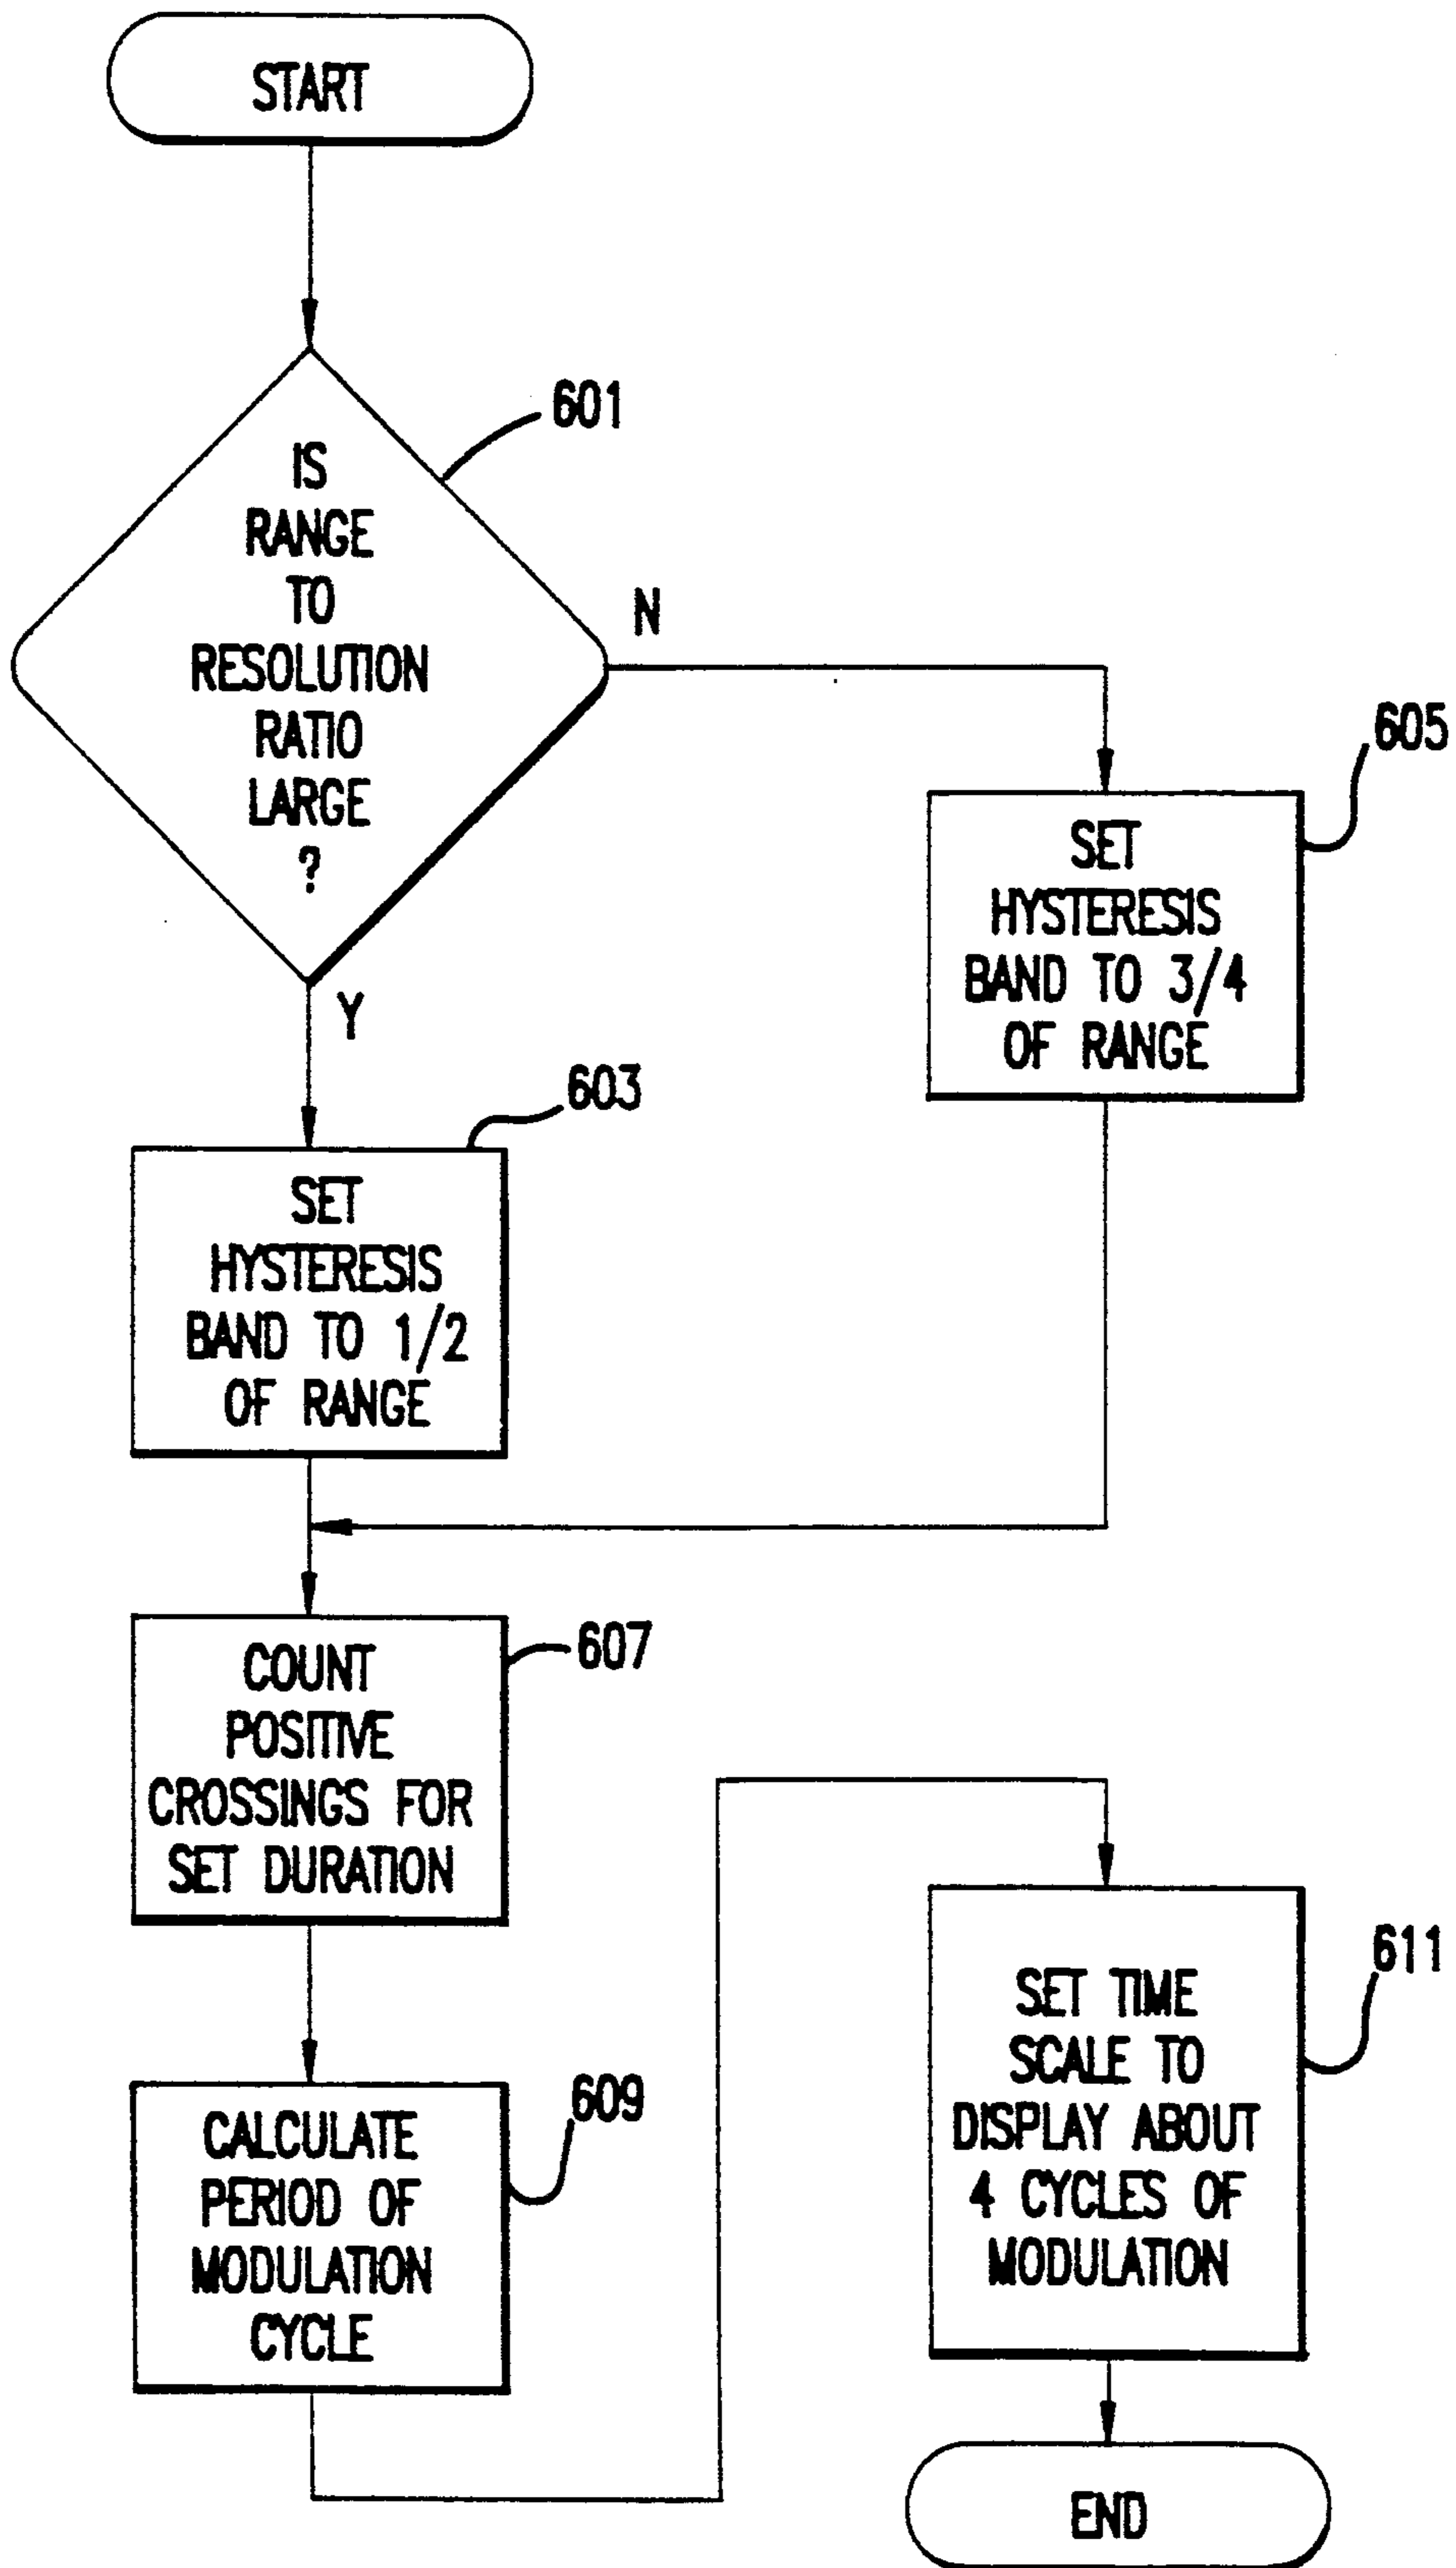 START
601
IS
RANGE
TO
RESOLUTION
RATIO
LARGE
?
N
Y
605
SET
HYSTERESIS
BAND TO 3/4
OF RANGE
603
SET
HYSTERESIS
BAND TO 1/2
OF RANGE
607
COUNT
POSITIVE
CROSSINGS FOR
SET DURATION
609
CALCULATE
PERIOD OF
MODULATION
CYCLE
611
SET TIME
SCALE TO
DISPLAY ABOUT
4 CYCLES OF
MODULATION
END